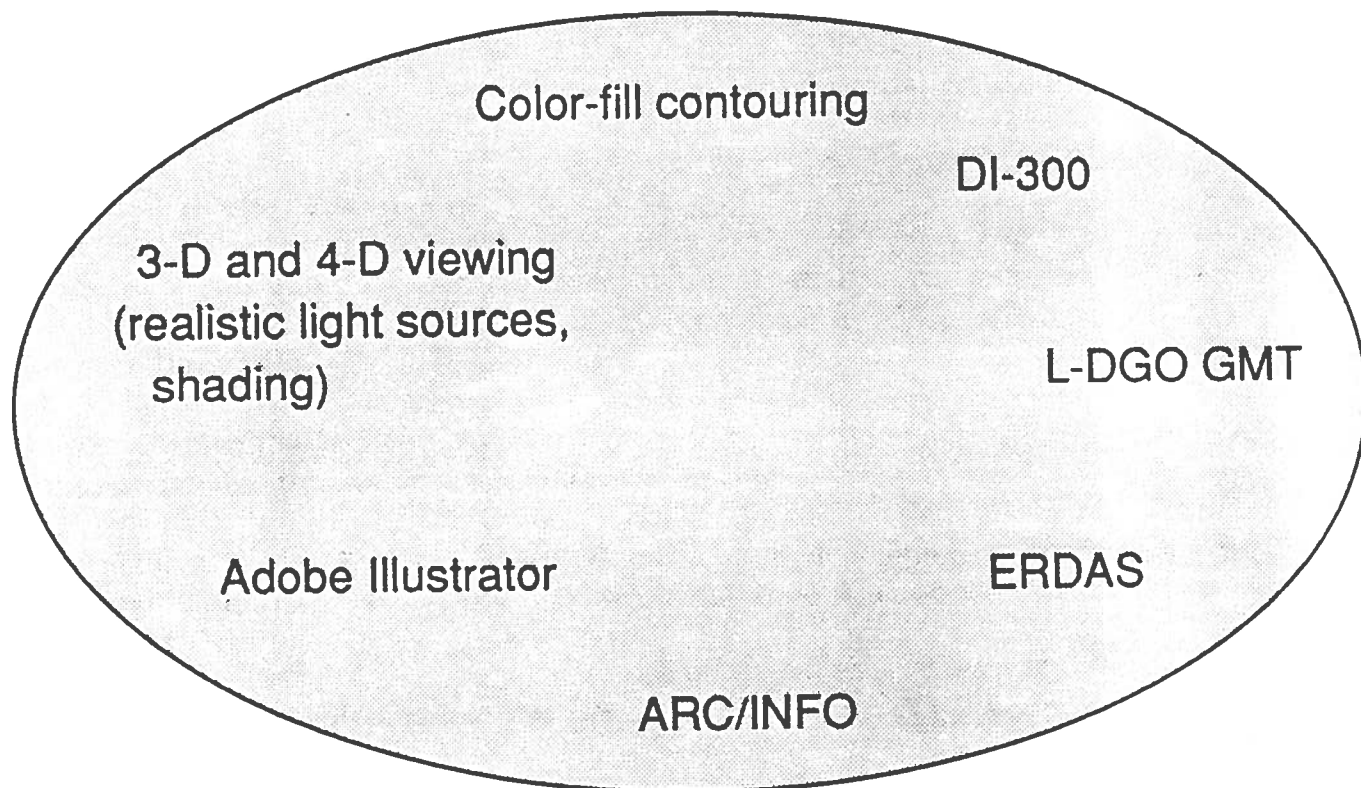 Color-fill contouring
DI-300
3-D and 4-D viewing
(realistic light sources,
shading)
L-DGO GMT
Adobe Illustrator
ERDAS
ARC/INFO